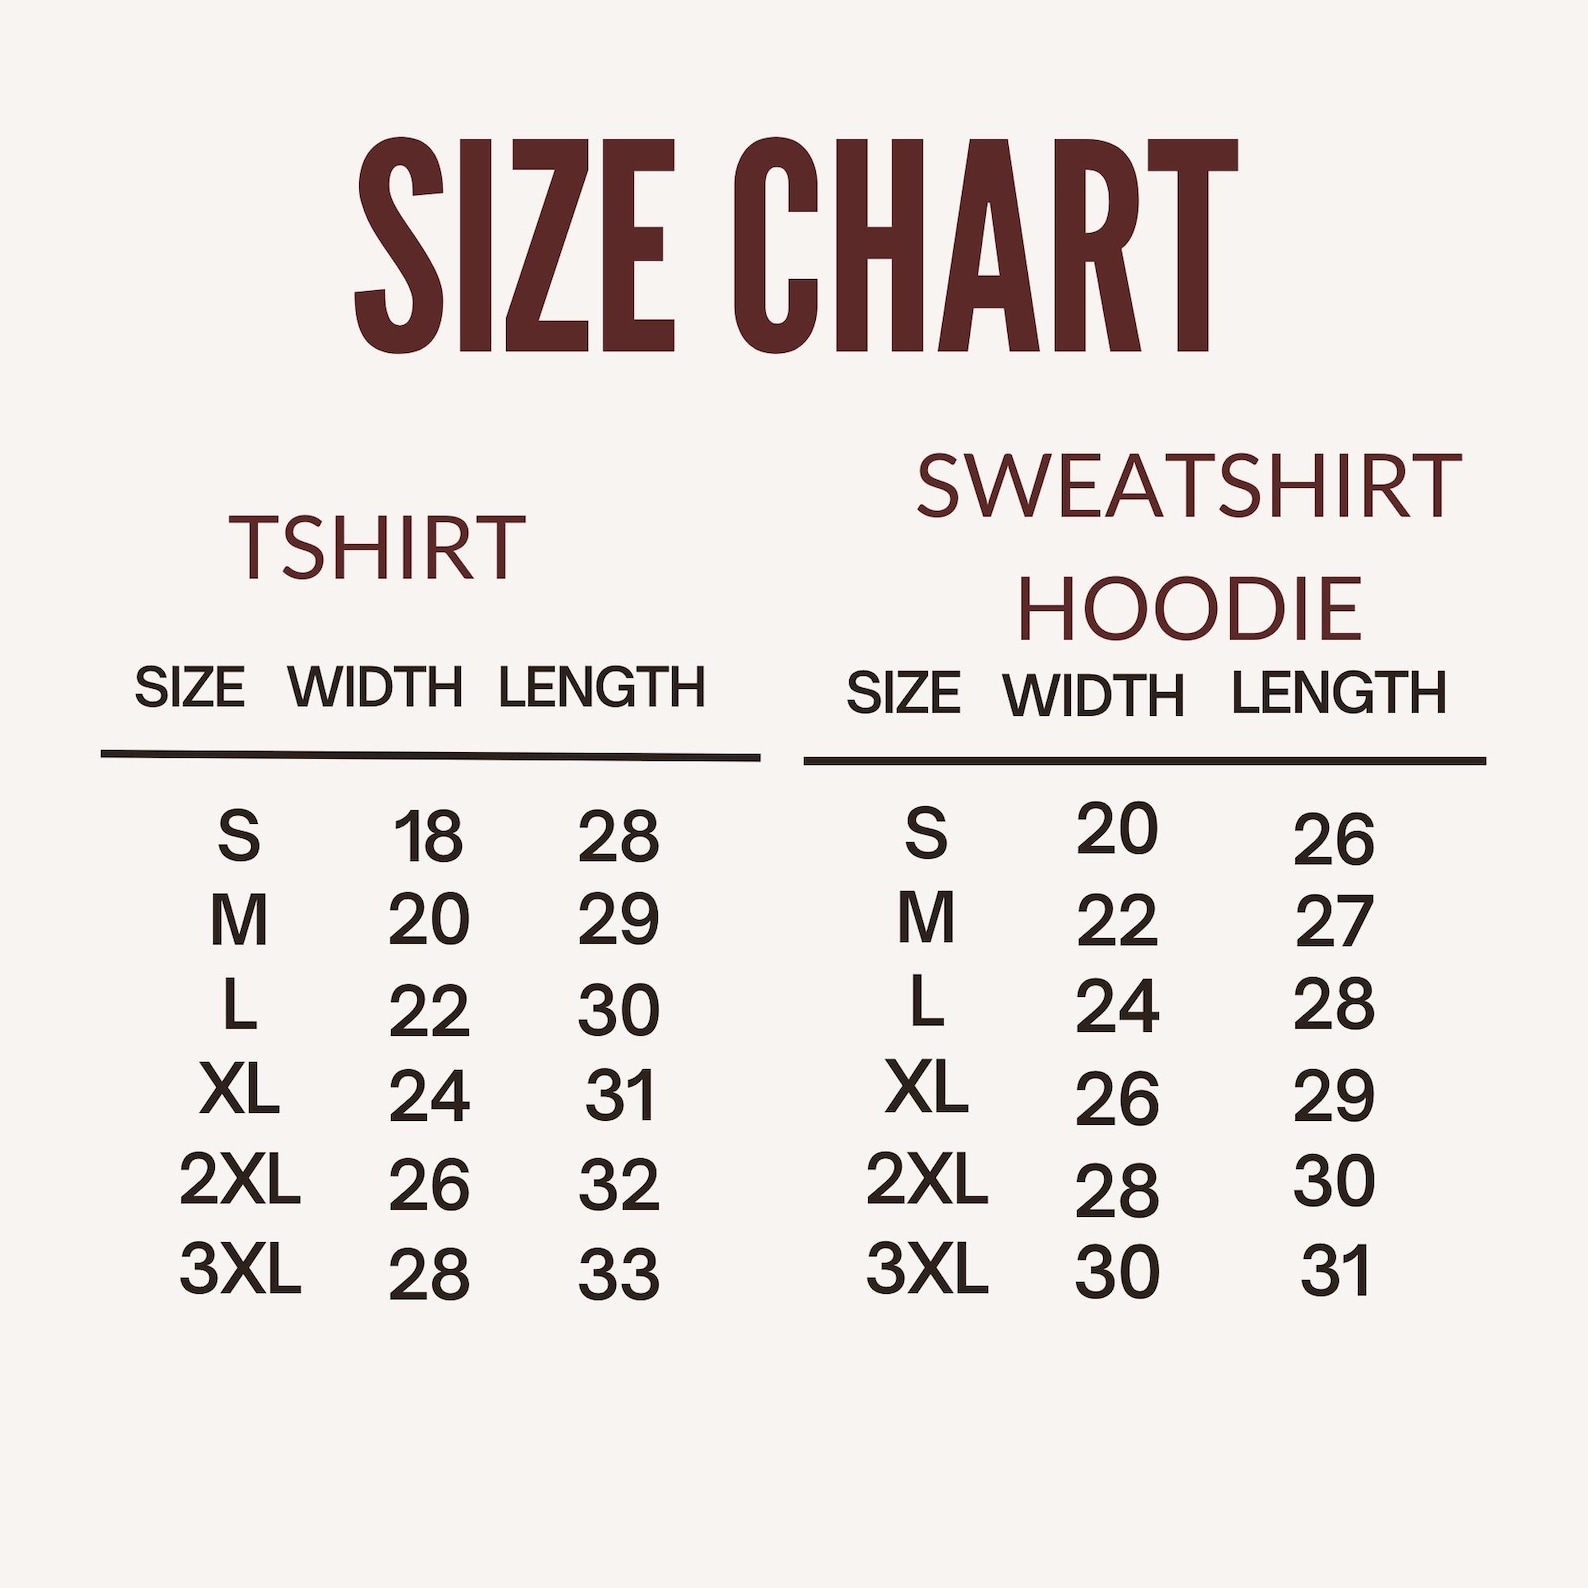 SIZE CHART
TSHIRT
SIZE WIDTH LENGTH
S 18 28
M 20 29
L 22 30
XL 24 31
2XL 26 32
3XL 28 33
SWEATSHIRT
HOODIE
SIZE WIDTH LENGTH
S 20 26
M 22 27
L 24 28
XL 26 29
2XL 28 30
3XL 30 31